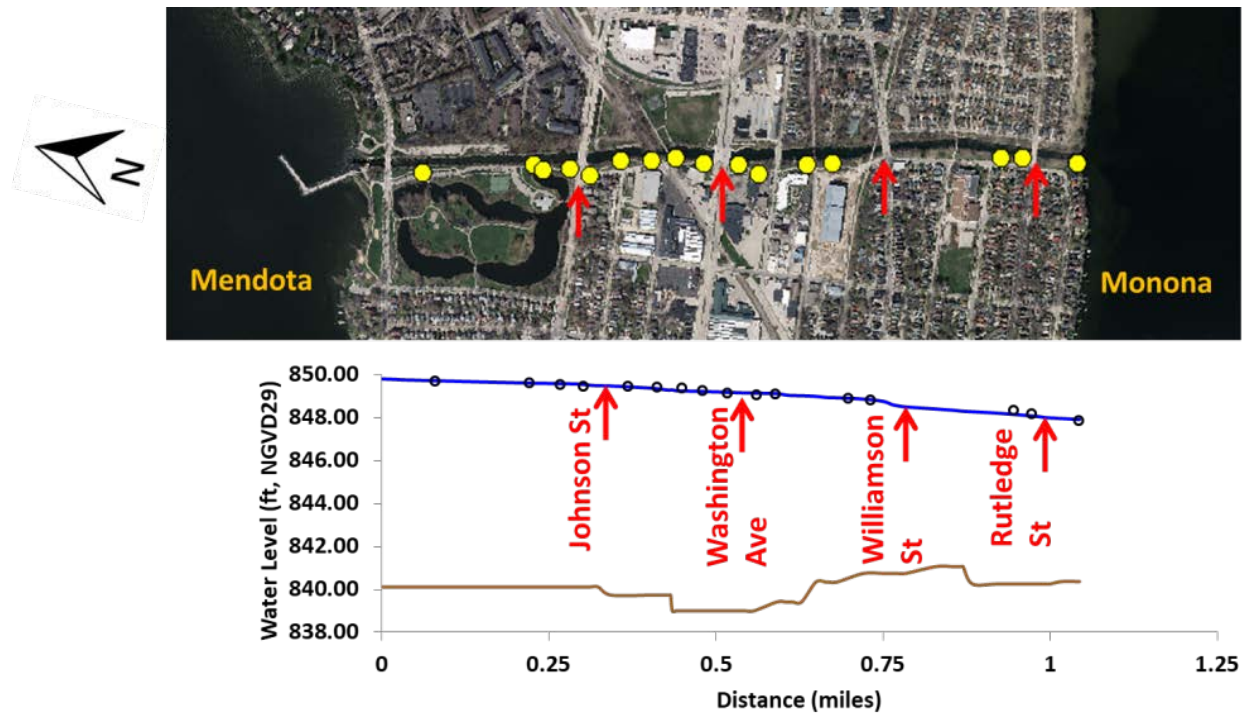 N
Mendota
Monona
Water Level (ft, NGVD29)
850.00
848.00
846.00
844.00
842.00
840.00
838.00
Johnson St
Washington
Ave
Williamson
St
Rutledge
St
0
0.25
0.5
0.75
1
1.25
Distance (miles)